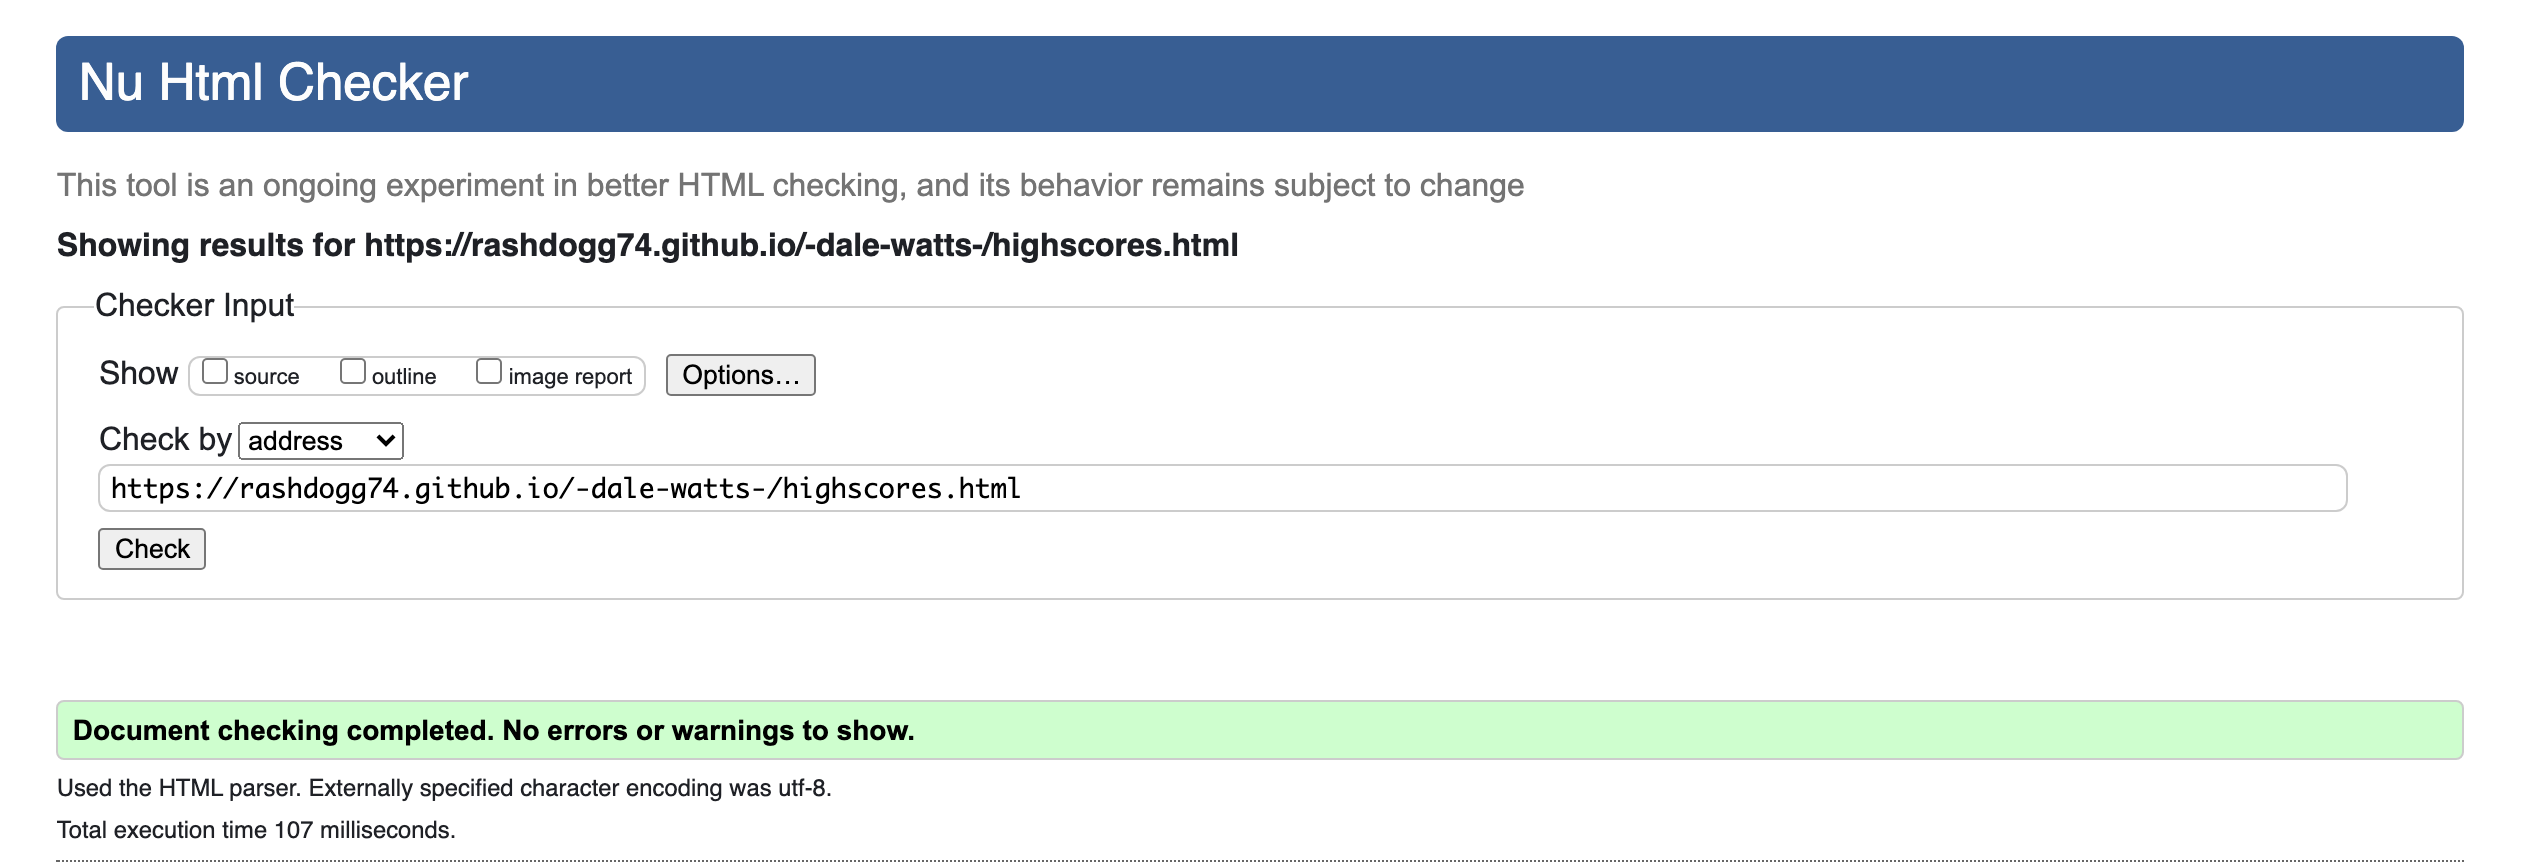 Nu Html Checker
This tool is an ongoing experiment in better HTML checking, and its behavior remains subject to change
Showing results for https://rashdogg74.github.io/-dale-watts-/highscores.html
Checker Input
Show source outline image report Options…
Check by address
https://rashdogg74.github.io/-dale-watts-/highscores.html
Check
Document checking completed. No errors or warnings to show.
Used the HTML parser. Externally specified character encoding was utf-8.
Total execution time 107 milliseconds.